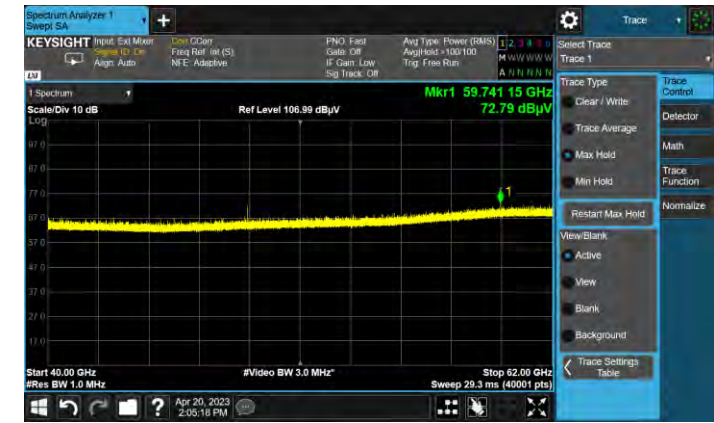 Spectrum Analyzer 1
Swept SA
+
Trace
KEYSIGHT Input: Ext Mixer
Signal ID: On
Align: Auto
Corr CCorr
Freq Ref: Int (S)
NFE: Adaptive
PNO: Fast
Gate: Off
IF Gain: Low
Sig Track: Off
Avg Type: Power (RMS)
Avg|Hold >100/100
Trig: Free Run
1 2 3 4 5 6
M W W W W W
A N N N N N
Select Trace
Trace 1
1 Spectrum
Scale/Div 10 dB
Log
Ref Level 106.99 dBµV
Mkr1 59.741 15 GHz
72.79 dBµV
97.0
87.0
77.0
67.0
57.0
47.0
37.0
27.0
17.0
1
Start 40.00 GHz
#Res BW 1.0 MHz
#Video BW 3.0 MHz*
Stop 62.00 GHz
Sweep 29.3 ms (40001 pts)
Trace Type
Clear / Write
Trace Average
Max Hold
Min Hold
Restart Max Hold
View/Blank
Active
View
Blank
Background
Trace Settings
Table
Trace
Control
Detector
Math
Trace
Function
Normalize
?
Apr 20, 2023
2:05:16 PM